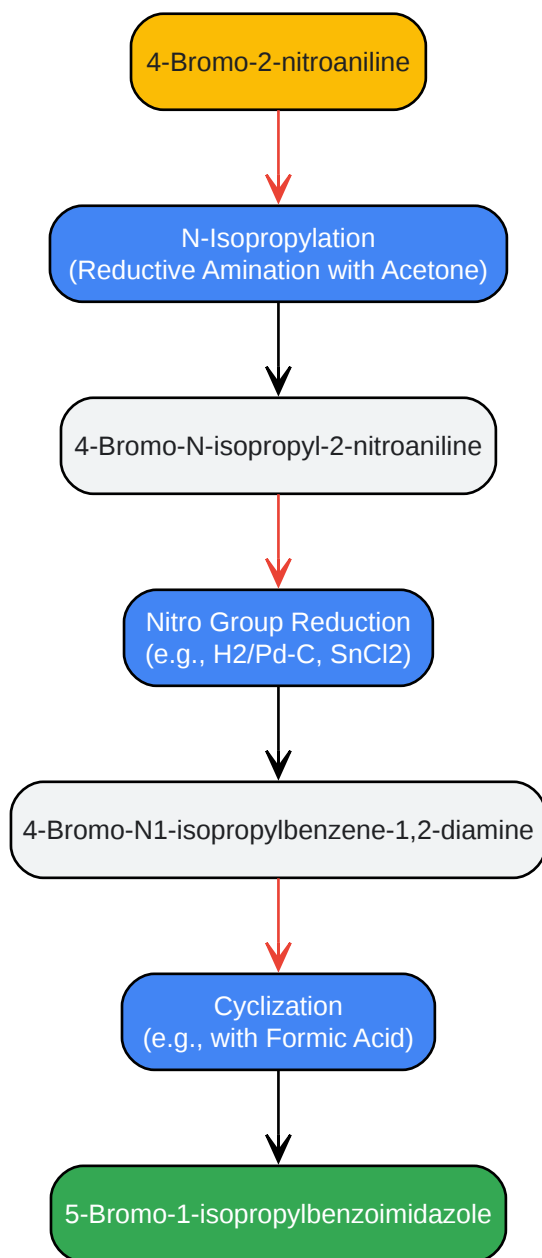 4-Bromo-2-nitroaniline
N-Isopropylation
(Reductive Amination with Acetone)
4-Bromo-N-isopropyl-2-nitroaniline
Nitro Group Reduction
(e.g., H2/Pd-C, SnCl2)
4-Bromo-N1-isopropylbenzene-1,2-diamine
Cyclization
(e.g., with Formic Acid)
5-Bromo-1-isopropylbenzoimidazole